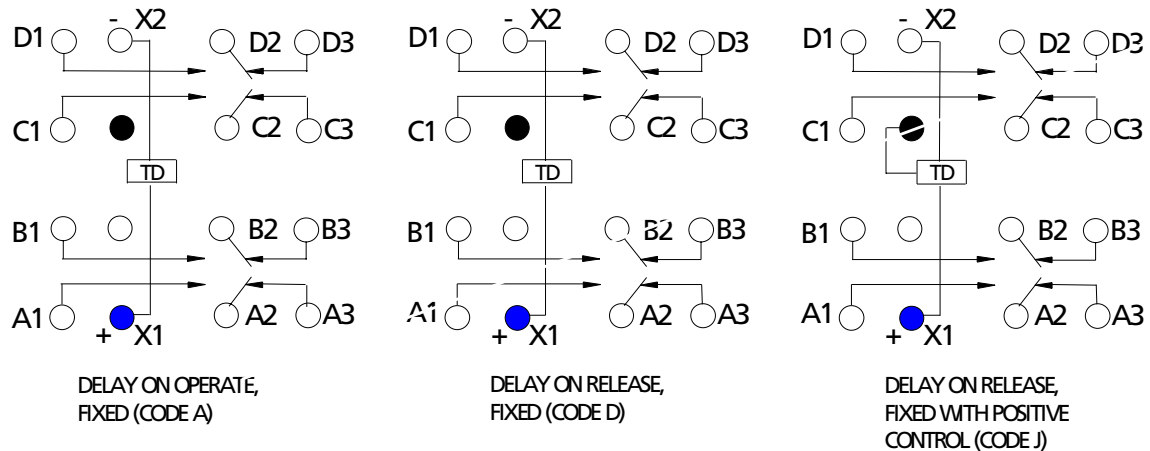 - X2
D1 D2 D3
C1 C2 C3
TD
B1 B2 B3
A1 + X1 A2 A3
DELAY ON OPERATE,
FIXED (CODE A)
- X2
D1 D2 D3
C1 C2 C3
TD
B1 B2 B3
A1 + X1 A2 A3
DELAY ON RELEASE,
FIXED (CODE D)
- X2
D1 D2 D3
C1 C2 C3
TD
B1 B2 B3
A1 + X1 A2 A3
DELAY ON RELEASE,
FIXED WITH POSITIVE
CONTROL (CODE J)